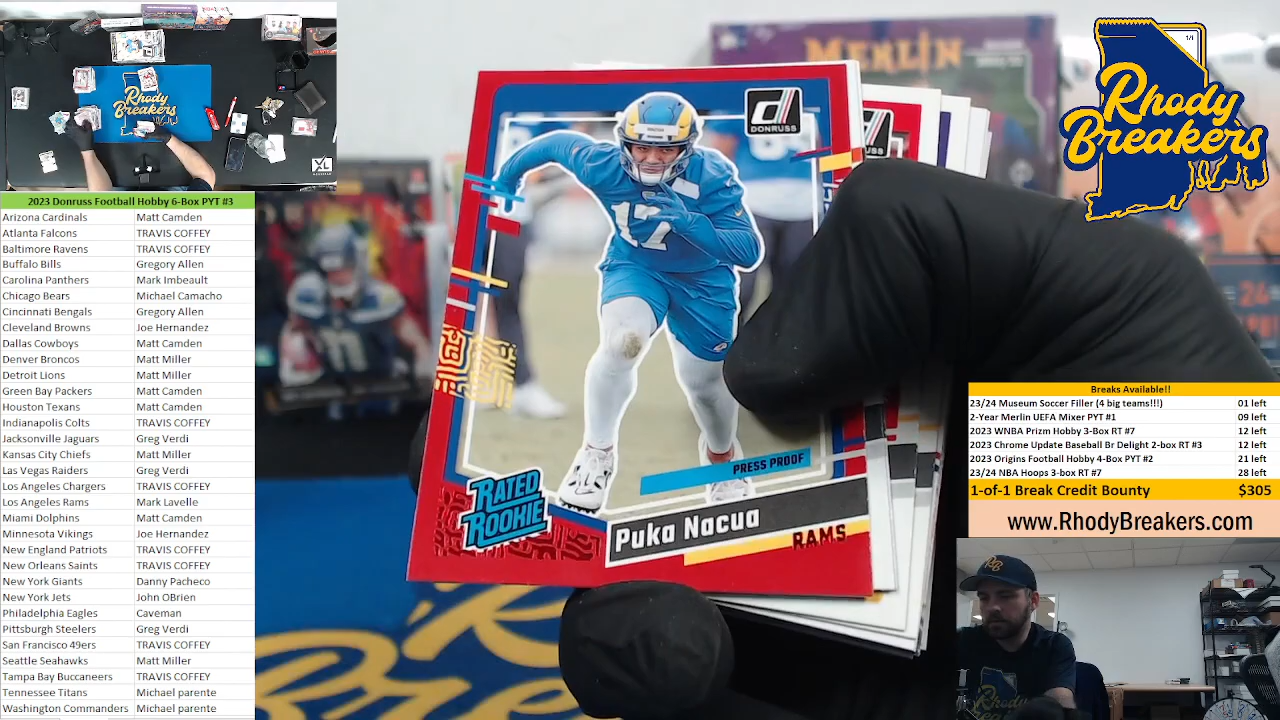 Rhody
Breakers
XL
2023 Donruss Football Hobby 6-Box PYT #3
Arizona Cardinals Matt Camden
Atlanta Falcons TRAVIS COFFEY
Baltimore Ravens TRAVIS COFFEY
Buffalo Bills Gregory Allen
Carolina Panthers Mark Imbeault
Chicago Bears Michael Camacho
Cincinnati Bengals Gregory Allen
Cleveland Browns Joe Hernandez
Dallas Cowboys Matt Camden
Denver Broncos Matt Miller
Detroit Lions Matt Miller
Green Bay Packers Matt Camden
Houston Texans Matt Camden
Indianapolis Colts TRAVIS COFFEY
Jacksonville Jaguars Greg Verdi
Kansas City Chiefs Matt Miller
Las Vegas Raiders Greg Verdi
Los Angeles Chargers TRAVIS COFFEY
Los Angeles Rams Mark Lavelle
Miami Dolphins Matt Camden
Minnesota Vikings Joe Hernandez
New England Patriots TRAVIS COFFEY
New Orleans Saints TRAVIS COFFEY
New York Giants Danny Pacheco
New York Jets John OBrien
Philadelphia Eagles Caveman
Pittsburgh Steelers Greg Verdi
San Francisco 49ers TRAVIS COFFEY
Seattle Seahawks Matt Miller
Tampa Bay Buccaneers TRAVIS COFFEY
Tennessee Titans Michael parente
Washington Commanders Michael parente
MERLIN
d
DONRUSS
17
PRESS PROOF
RATED
ROOKIE
Puka Nacua
RAMS
1/1
Rhody
Breakers
Breaks Available!!
23/24 Museum Soccer Filler (4 big teams!!!) 01 left
2-Year Merlin UEFA Mixer PYT #1 09 left
2023 WNBA Prizm Hobby 3-Box RT #7 12 left
2023 Chrome Update Baseball Br Delight 2-box RT #3 12 left
2023 Origins Football Hobby 4-Box PYT #2 21 left
23/24 NBA Hoops 3-box RT #7 28 left
1-of-1 Break Credit Bounty $305
www.RhodyBreakers.com
RB
Rhody